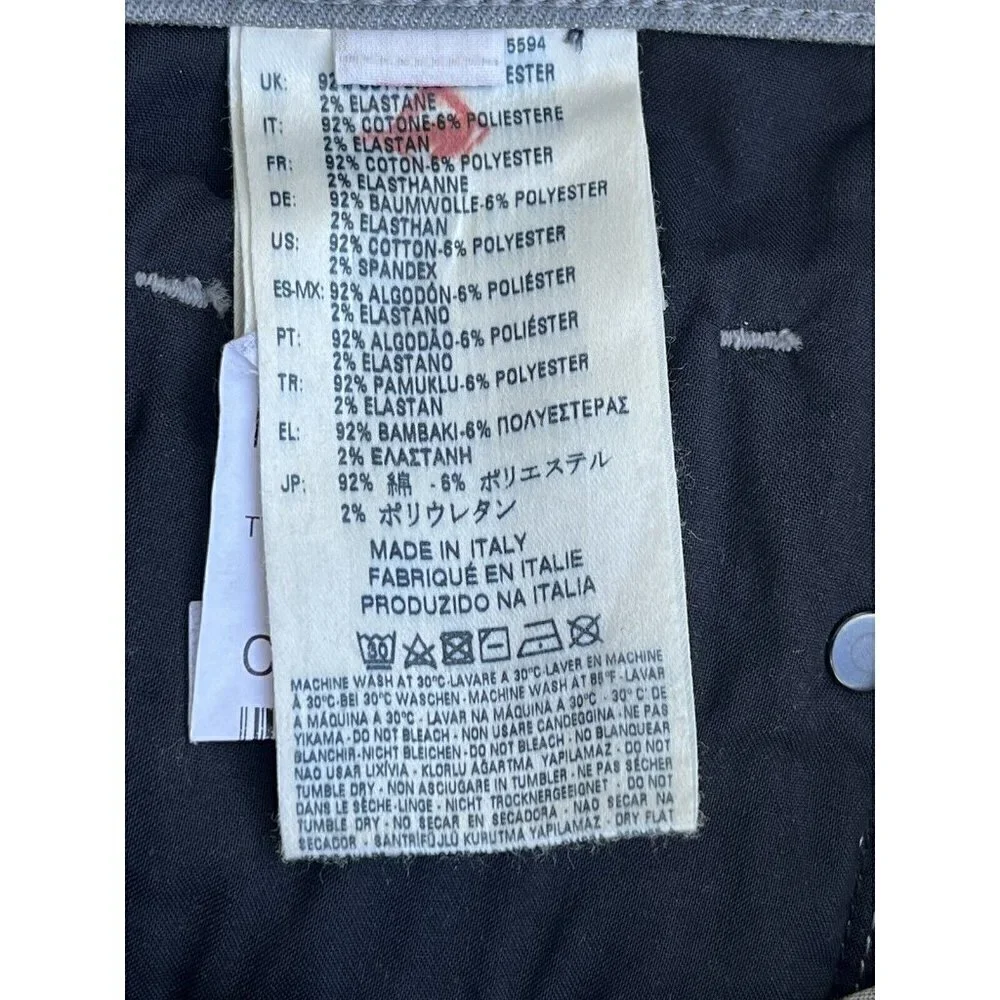 5594
UK: 92 ESTER
2% ELASTANE
IT: 92% COTONE-6% POLIESTERE
2% ELASTAN
FR: 92% COTON-6% POLYESTER
2% ELASTHANNE
DE: 92% BAUMWOLLE-6% POLYESTER
2% ELASTHAN
US: 92% COTTON-6% POLYESTER
2% SPANDEX
ES-MX: 92% ALGODÓN-6% POLIÉSTER
2% ELASTANO
PT: 92% ALGODÃO-6% POLIÉSTER
2% ELASTANO
TR: 92% PAMUKLU-6% POLYESTER
2% ELASTAN
EL: 92% BAMBAKI-6% ΠΟΛΥΕΣΤΕΡΑΣ
2% ΕΛΑΣΤΑΝΗ
JP: 92% 綿 -6% ポリエステル
2% ポリウレタン
MADE IN ITALY
FABRIQUÉ EN ITALIE
PRODUZIDO NA ITALIA
30
MACHINE WASH AT 30°C-LAVARE A 30°C-LAVER EN MACHINE
À 30°C-BEI 30°C WASCHEN - MACHINE WASH AT 85°F - LAVAR
A MÁQUINA A 30°C - LAVAR NA MÁQUINA A 30°C - 30°C' DE
YIKAMA - DO NOT BLEACH - NON USARE CANDEGGINA - NE PAS
BLANCHIR-NICHT BLEICHEN - DO NOT BLEACH - NO BLANQUEAR
NAO USAR LIXÍVIA - KLORLU AĞARTMA YAPILAMAZ - DO NOT
TUMBLE DRY - NON ASCIUGARE IN TUMBLER - NE PAS SÉCHER
DANS LE SÈCHE-LINGE - NICHT TROCKNERGEEIGNET - DO NOT
TUMBLE DRY - NO SECAR EN SECADORA - NAO SECAR NA
SECADOR - SANTRİFÜJLÜ KURUTMA YAPILAMAZ - DRY FLAT
T